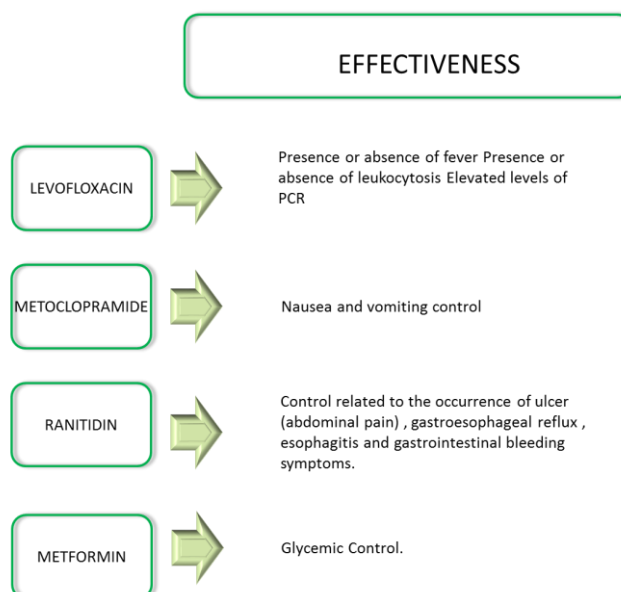 EFFECTIVENESS
LEVOFLOXACIN
Presence or absence of fever Presence or
absence of leukocytosis Elevated levels of
PCR
METOCLOPRAMIDE
Nausea and vomiting control
RANITIDIN
Control related to the occurrence of ulcer
(abdominal pain) , gastroesophageal reflux ,
esophagitis and gastrointestinal bleeding
symptoms.
METFORMIN
Glycemic Control.